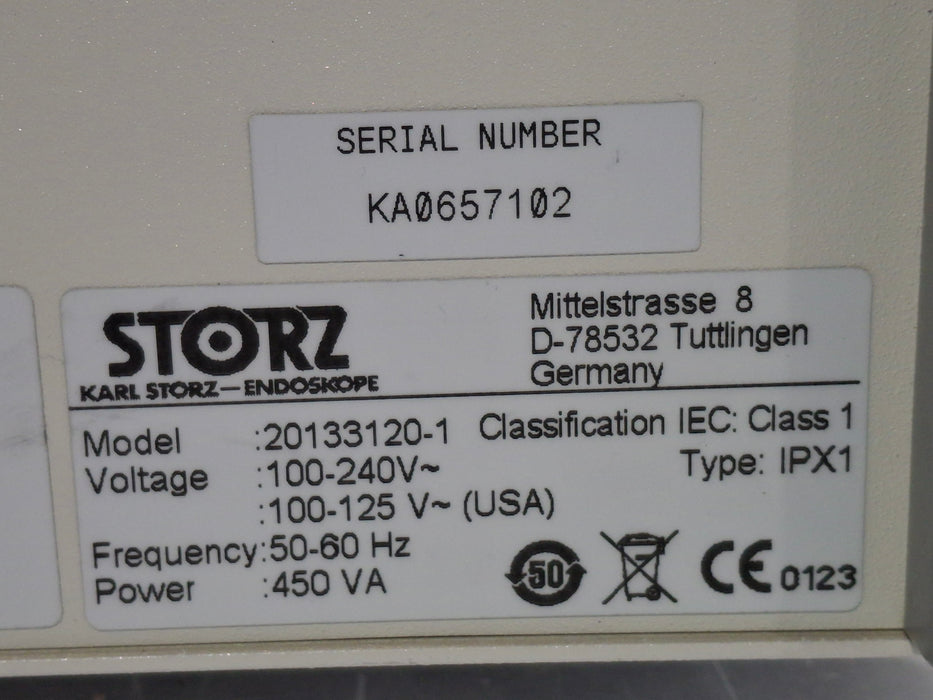 SERIAL NUMBER
KA0657102
STORZ
KARL STORZ—ENDOSKOPE
Mittelstrasse 8
D-78532 Tuttlingen
Germany
Model :20133120-1 Classification IEC: Class 1
Voltage :100-240V~ Type: IPX1
:100-125 V~ (USA)
Frequency:50-60 Hz
Power :450 VA
50
CE 0123